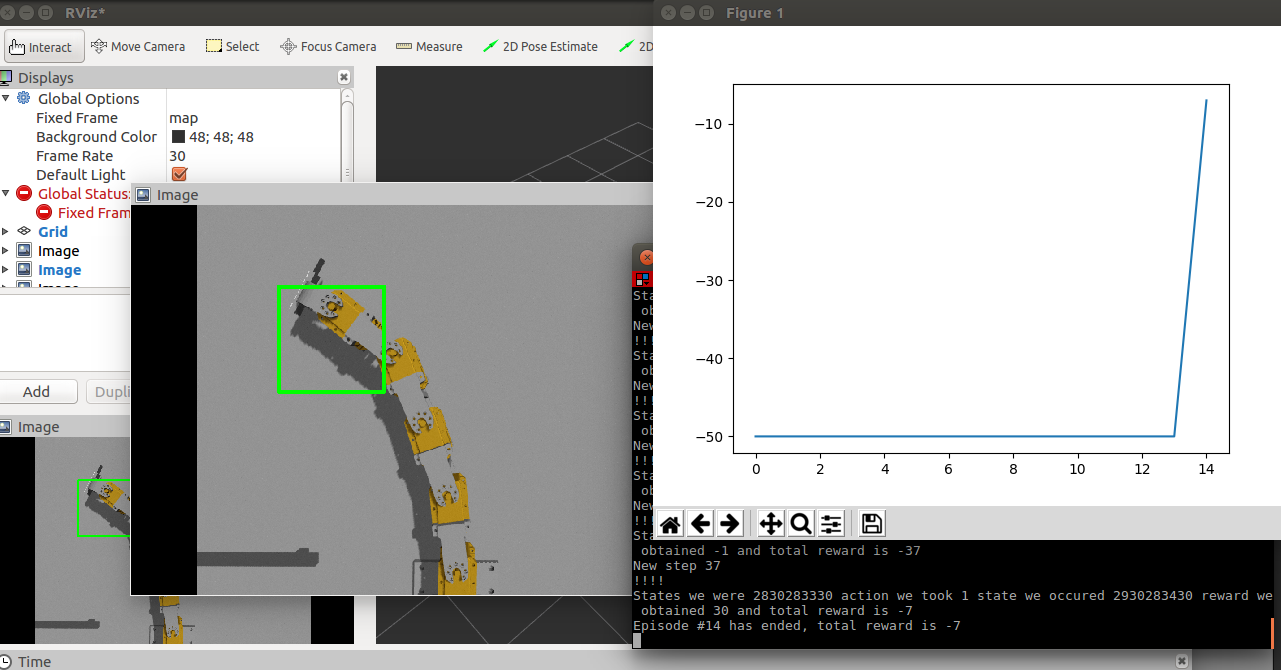 RViz*
Interact Move Camera Select Focus Camera Measure 2D Pose Estimate 2D
Displays
Global Options
Fixed Frame map
Background Color 48; 48; 48
Frame Rate 30
Default Light
Global Status:
Fixed Fram
Grid
Image
Image
Add Dupli
Image
Image
Time
Figure 1
−10
−20
−30
−40
−50
0 2 4 6 8 10 12 14
Sta
ob
New
!!!
Sta
ob
New
!!!
Sta
ob
New
!!!
Sta
ob
New
!!!
Sta
obtained -1 and total reward is -37
New step 37
!!!!
States we were 2830283330 action we took 1 state we occured 2930283430 reward we
obtained 30 and total reward is -7
Episode #14 has ended, total reward is -7